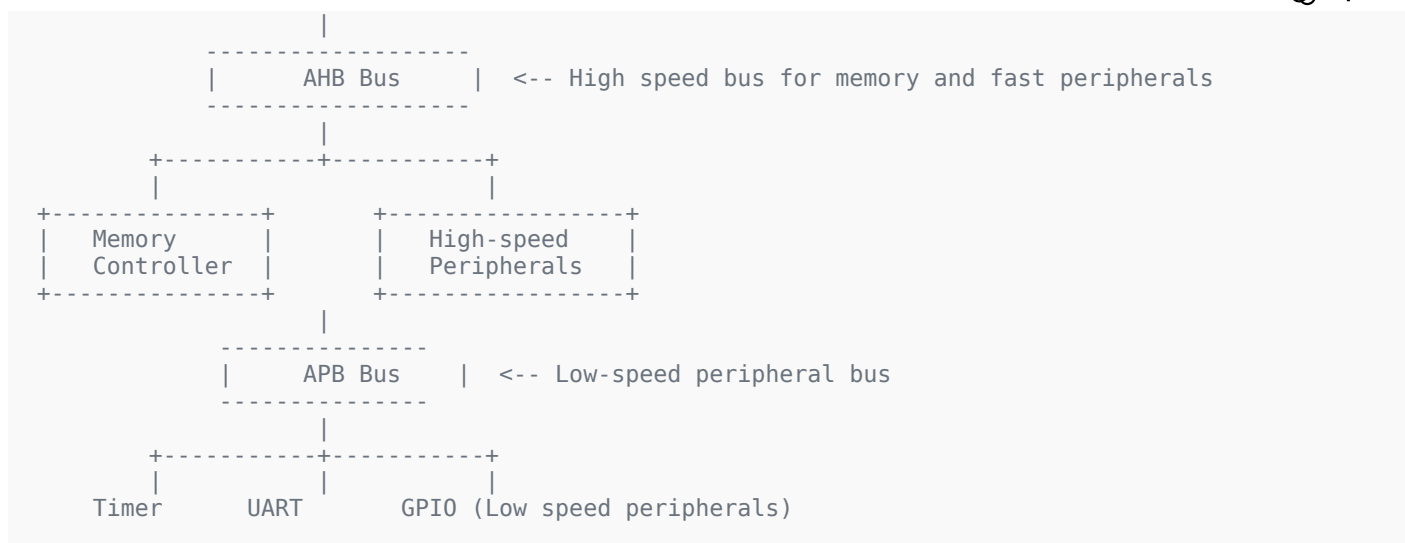 |
-------------------
|      AHB Bus     |  <-- High speed bus for memory and fast peripherals
-------------------
|
+-----------+-----------+
|                       |
+---------------+       +-----------------+
|   Memory      |       |   High-speed    |
|   Controller  |       |   Peripherals   |
+---------------+       +-----------------+
|
---------------
|     APB Bus    |  <-- Low-speed peripheral bus
---------------
|
+-----------+-----------+
|           |           |
Timer      UART       GPIO (Low speed peripherals)